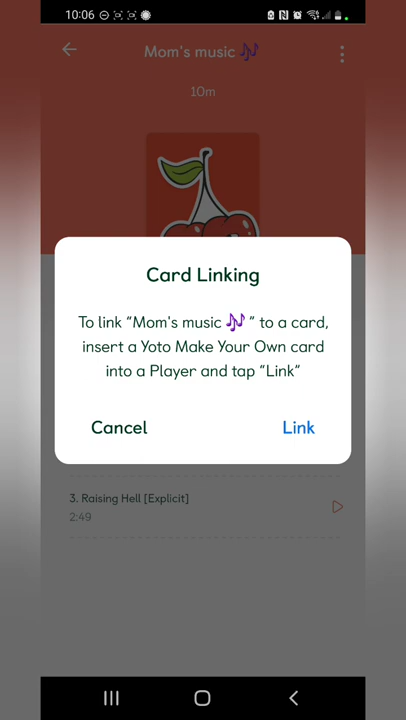 10:06
Mom's music 🎶
10m
Card Linking
To link “Mom's music 🎶 ” to a card,
insert a Yoto Make Your Own card
into a Player and tap “Link”
Cancel
Link
3. Raising Hell [Explicit]
2:49